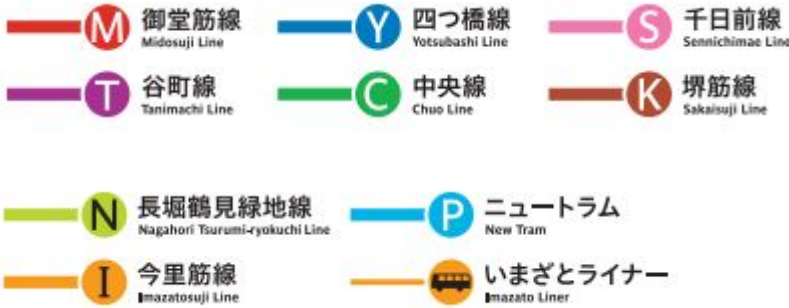 M 御堂筋線
Midosuji Line
Y 四つ橋線
Yotsubashi Line
S 千日前線
Sennichimae Line
T 谷町線
Tanimachi Line
C 中央線
Chuo Line
K 堺筋線
Sakaisuji Line
N 長堀鶴見緑地線
Nagahori Tsurumi-ryokuchi Line
P ニュートラム
New Tram
I 今里筋線
Imazatosuji Line
いまざとライナー
Imazato Liner